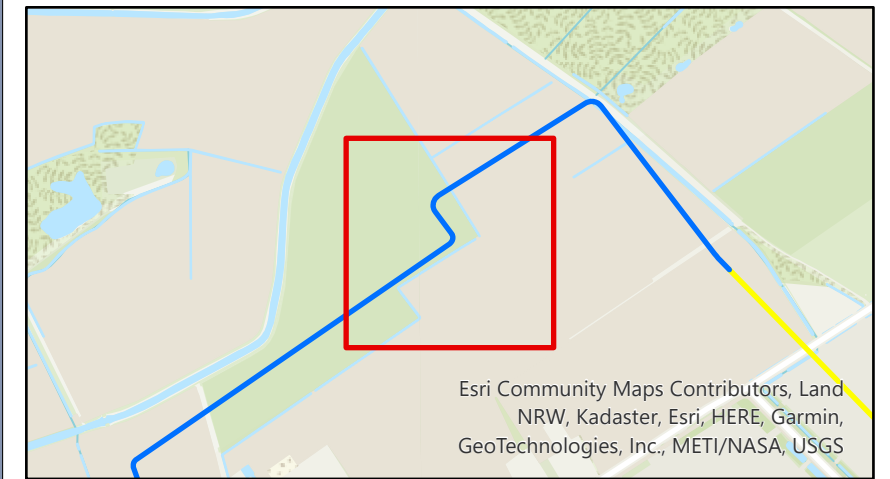 Esri Community Maps Contributors, Land
NRW, Kadaster, Esri, HERE, Garmin,
GeoTechnologies, Inc., METI/NASA, USGS